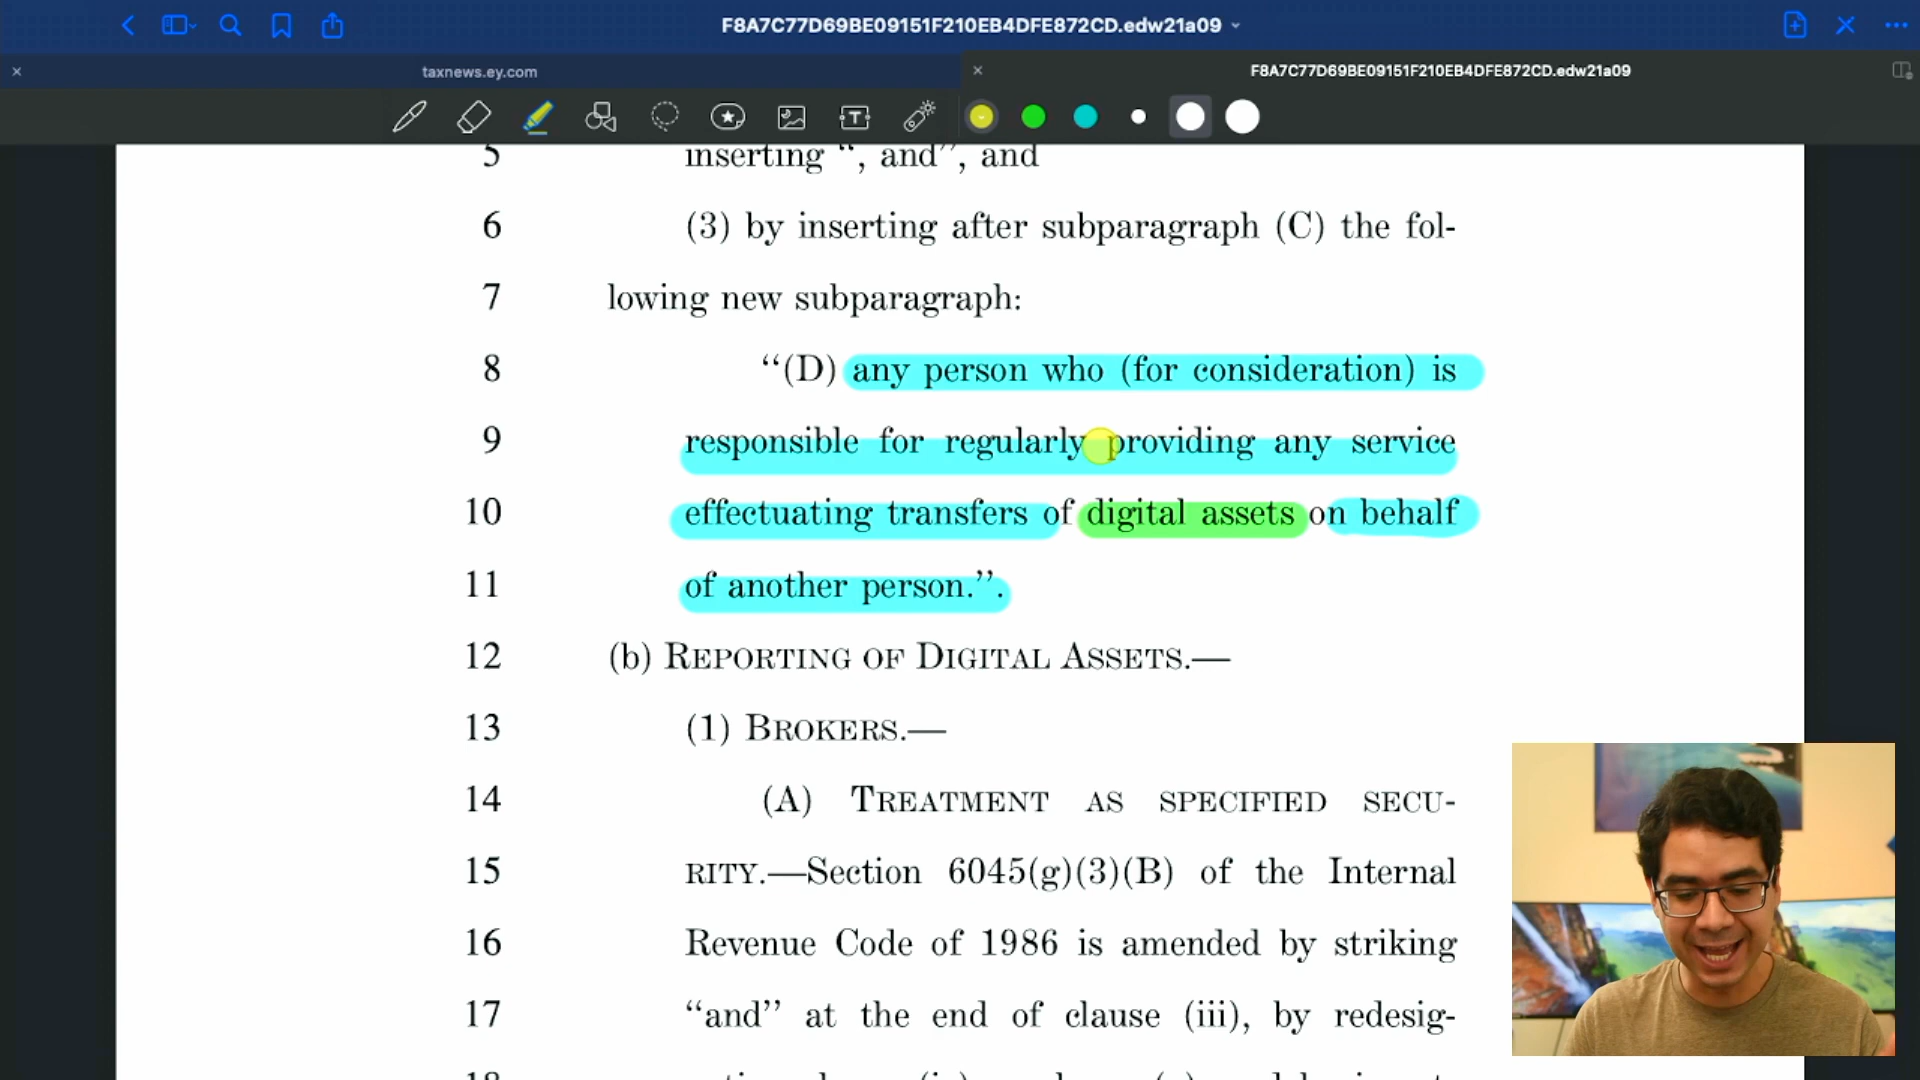 F8A7C77D69BE09151F210EB4DFE872CD.edw21a09
taxnews.ey.com
F8A7C77D69BE09151F210EB4DFE872CD.edw21a09
5 inserting “, and”, and
6 (3) by inserting after subparagraph (C) the fol-
7 lowing new subparagraph:
8 “(D) any person who (for consideration) is
9 responsible for regularly providing any service
10 effectuating transfers of digital assets on behalf
11 of another person.”.
12 (b) REPORTING OF DIGITAL ASSETS.—
13 (1) BROKERS.—
14 (A) TREATMENT AS SPECIFIED SECU-
15 RITY.—Section 6045(g)(3)(B) of the Internal
16 Revenue Code of 1986 is amended by striking
17 “and” at the end of clause (iii), by redesig-
18